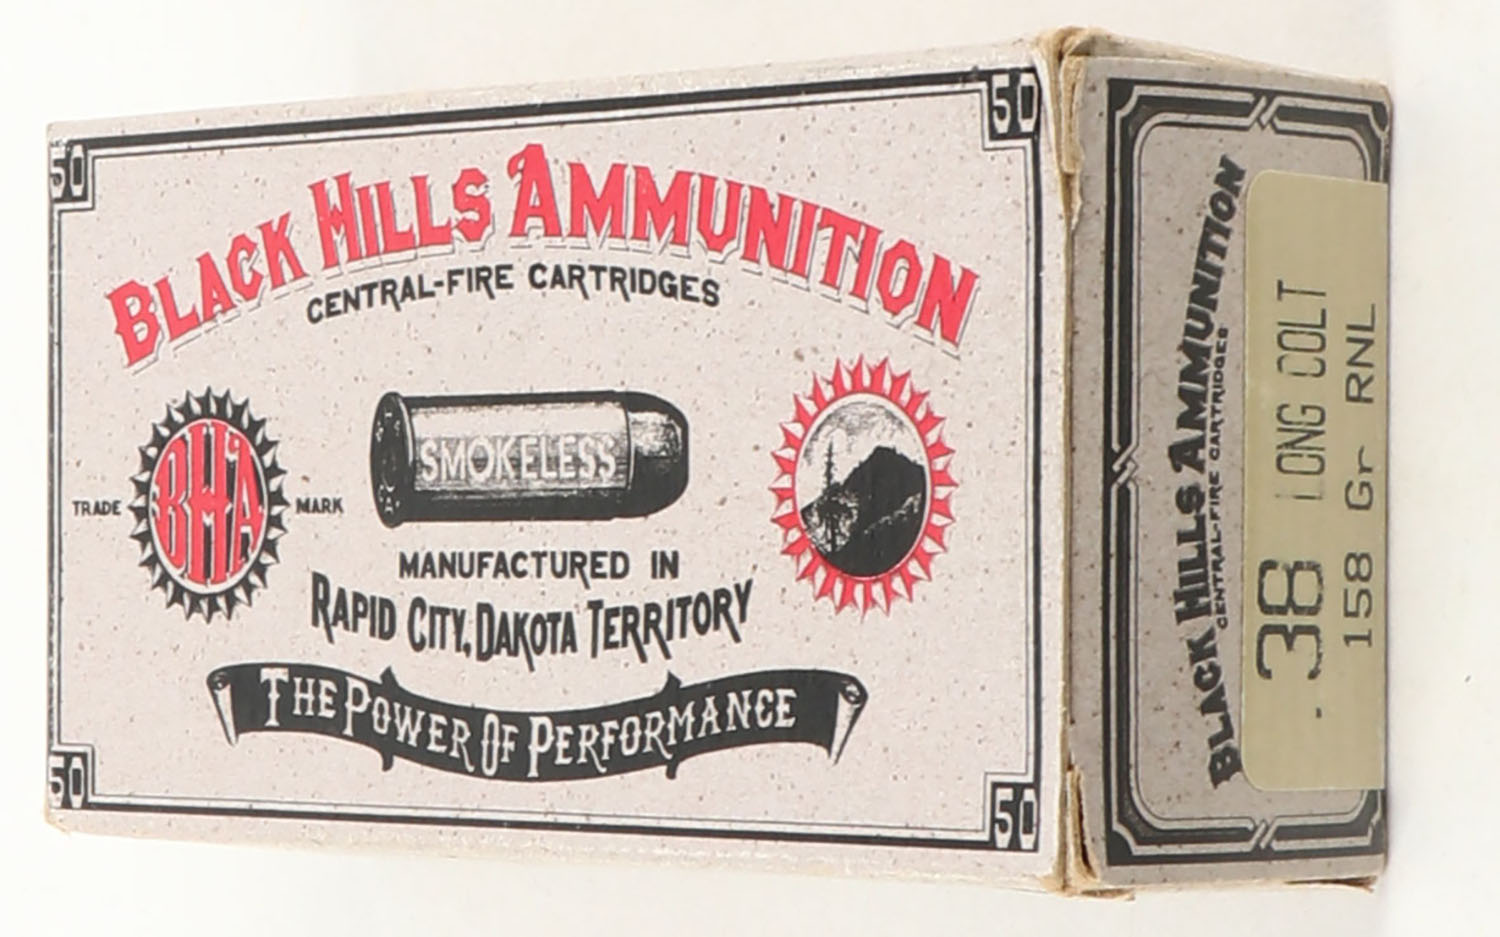 50
50
BLACK HILLS AMMUNITION
CENTRAL-FIRE CARTRIDGES
SMOKELESS
TRADE BHA MARK
MANUFACTURED IN
RAPID CITY, DAKOTA TERRITORY
THE POWER OF PERFORMANCE
50
50
BLACK HILLS AMMUNITION
CENTRAL-FIRE CARTRIDGES
.38 LONG COLT
158 Gr RNL